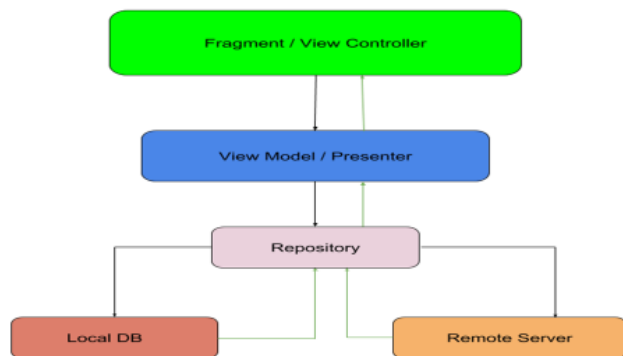 Fragment / View Controller
View Model / Presenter
Repository
Local DB
Remote Server